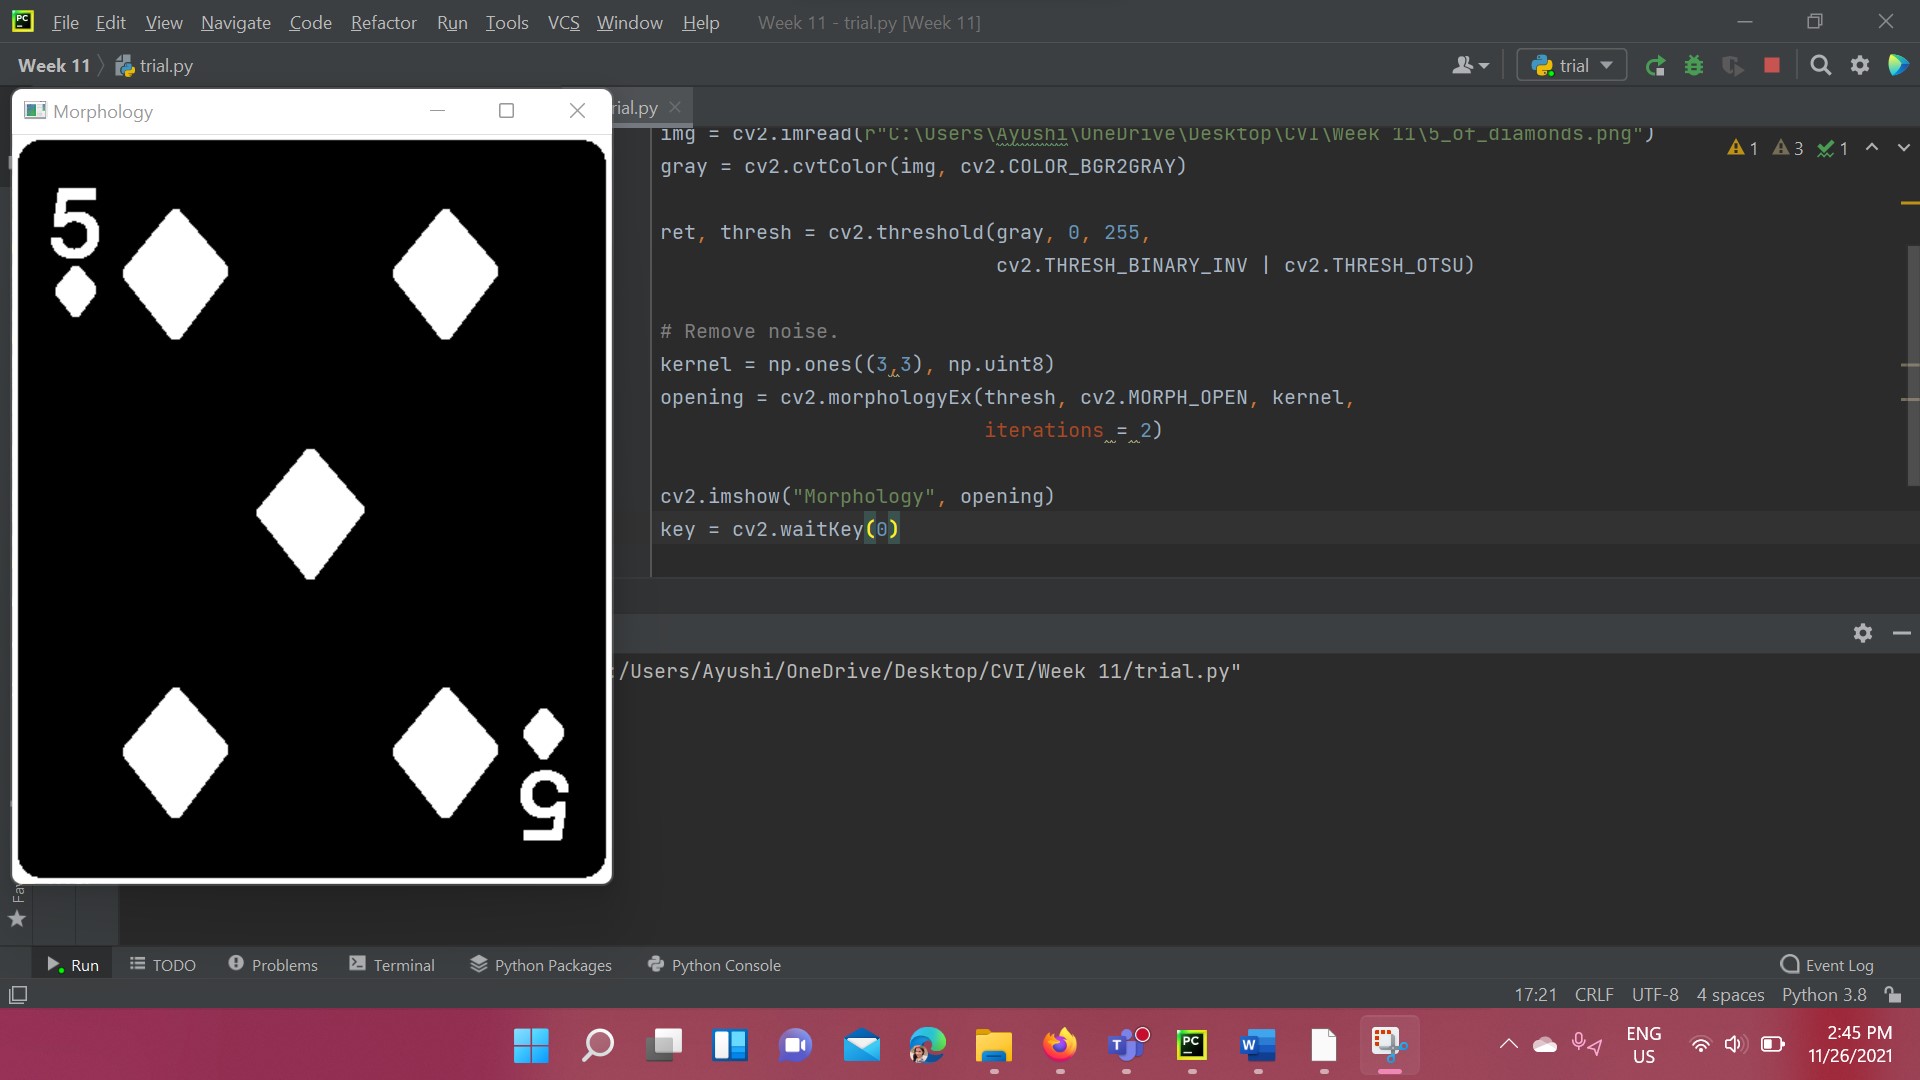 File Edit View Navigate Code Refactor Run Tools VCS Window Help Week 11 - trial.py [Week 11]
Week 11 trial.py
trial
Morphology
rial.py
img = cv2.imread(r"C:\Users\Ayushi\OneDrive\Desktop\CVI\Week 11\5_of_diamonds.png")
1 3 1
gray = cv2.cvtColor(img, cv2.COLOR_BGR2GRAY)
ret, thresh = cv2.threshold(gray, 0, 255,
cv2.THRESH_BINARY_INV | cv2.THRESH_OTSU)
# Remove noise.
kernel = np.ones((3,3), np.uint8)
opening = cv2.morphologyEx(thresh, cv2.MORPH_OPEN, kernel,
iterations = 2)
cv2.imshow("Morphology", opening)
key = cv2.waitKey(0)
5
5
:/Users/Ayushi/OneDrive/Desktop/CVI/Week 11/trial.py"
Fa
Run TODO Problems Terminal Python Packages Python Console Event Log
17:21 CRLF UTF-8 4 spaces Python 3.8
ENG
US
2:45 PM
11/26/2021